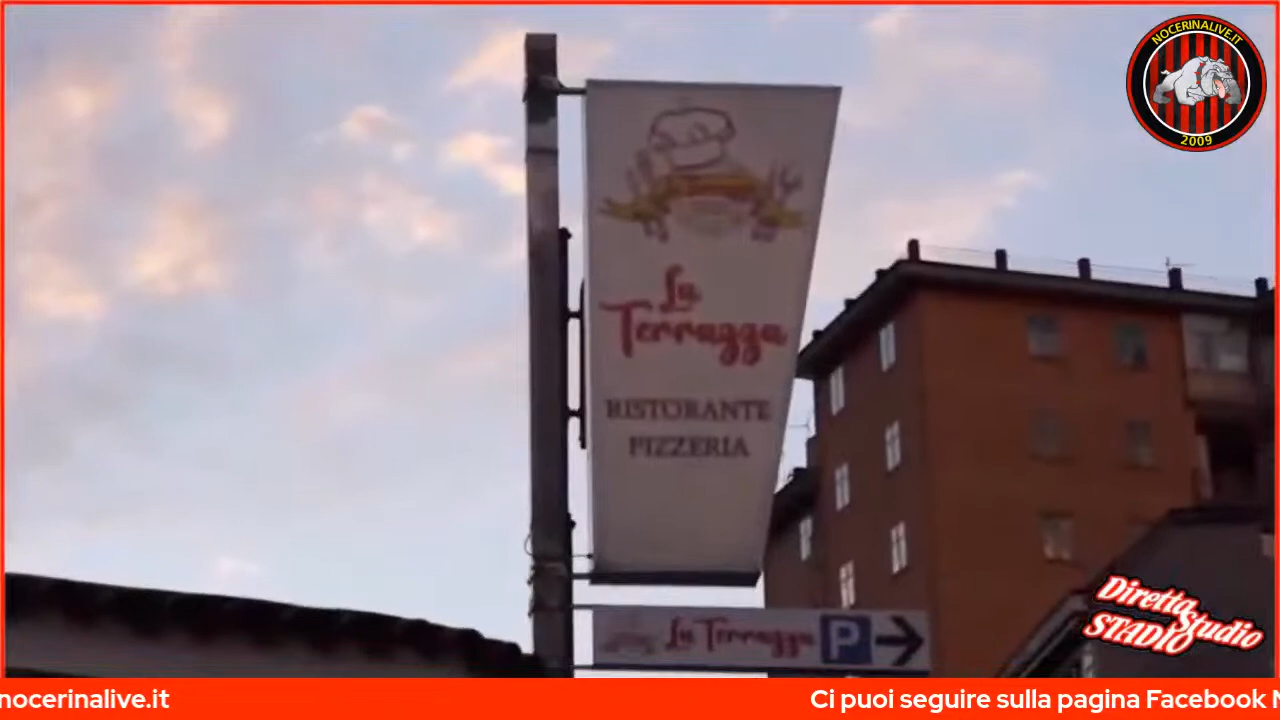 NOCERINALIVE.IT
2009
La
Terrazza
RISTORANTE
PIZZERIA
La Terrazza P
Diretta Studio
STADIO
nocerinalive.it
Ci puoi seguire sulla pagina Facebook N